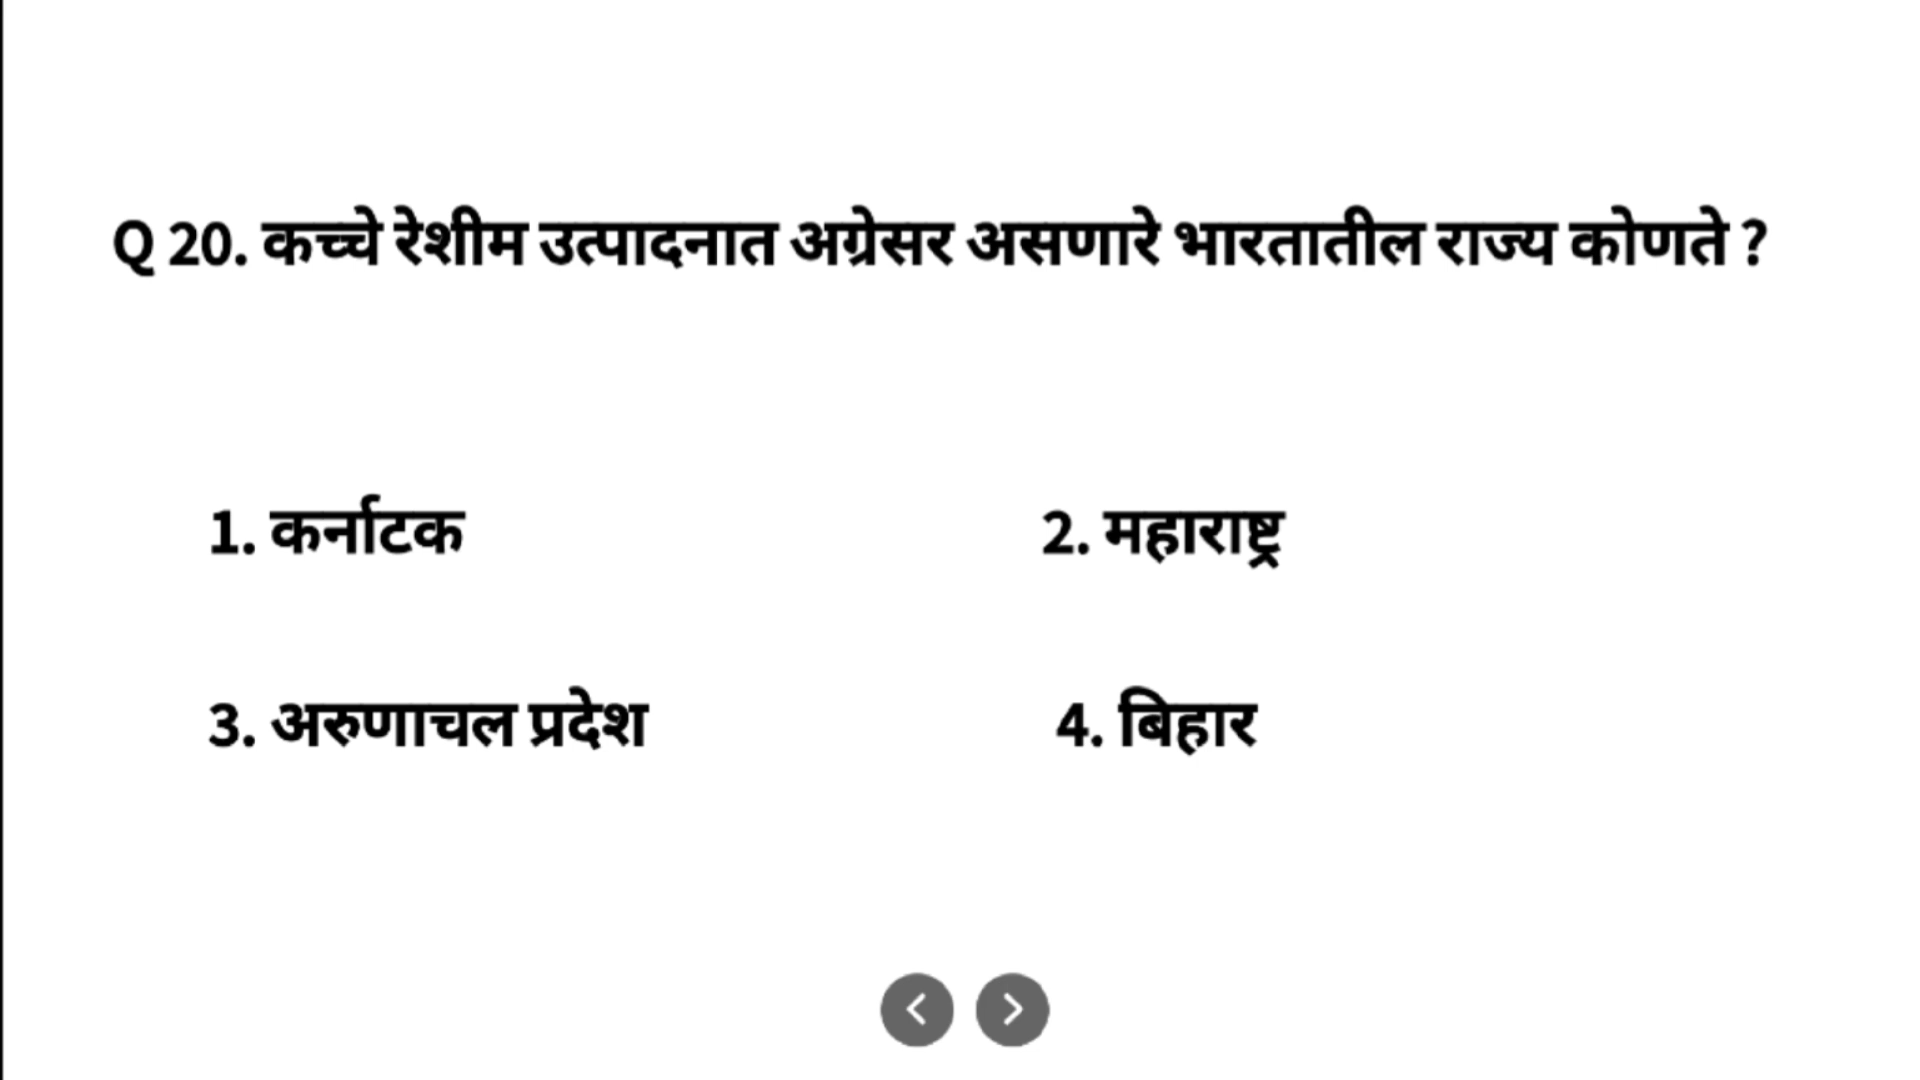 Q 20. कच्चे रेशीम उत्पादनात अग्रेसर असणारे भारतातील राज्य कोणते ?
1. कर्नाटक
2. महाराष्ट्र
3. अरुणाचल प्रदेश
4. बिहार